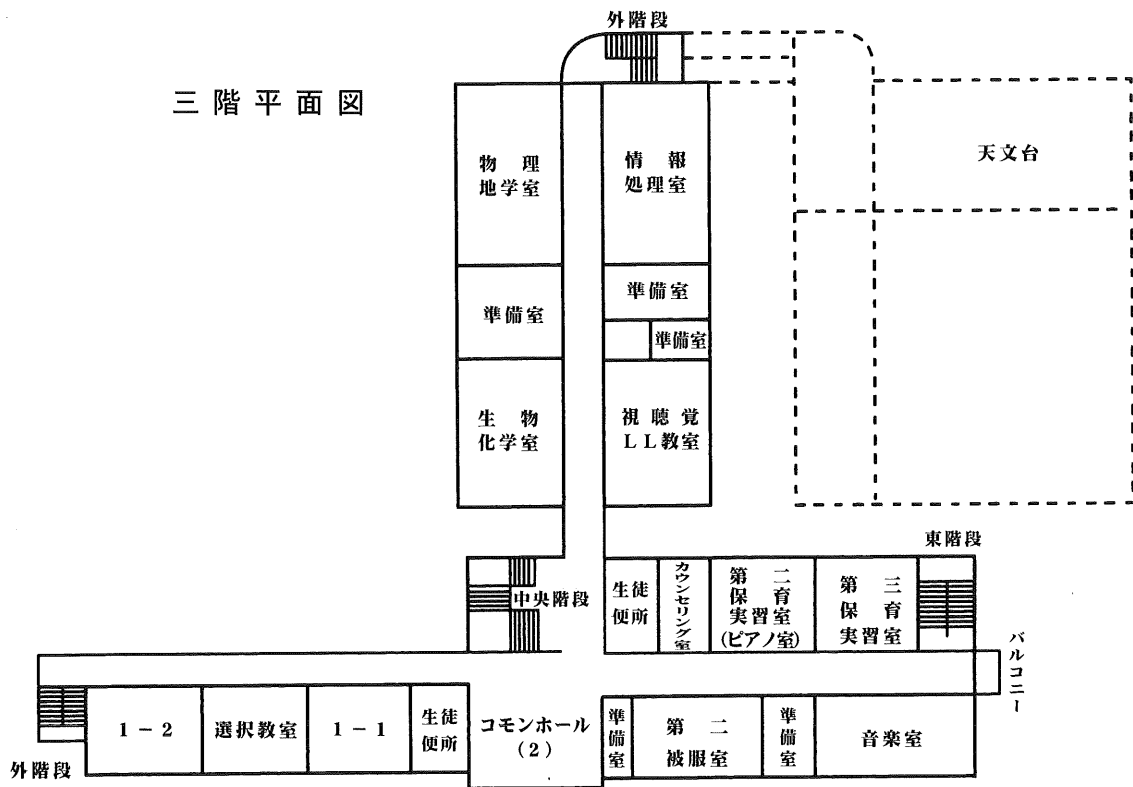 外階段
三階平面図
物理
地学室
情報
処理室
天文台
準備室
準備室
準備室
生物
化学室
視聴覚
LL教室
東階段
中央階段
生徒
便所
カウンセリング室
第二
保育
実習室
(ピアノ室)
第三
保育
実習室
バルコニー
1-2
選択教室
1-1
生徒
便所
コモンホール
(2)
準備室
第二
被服室
準備室
音楽室
外階段